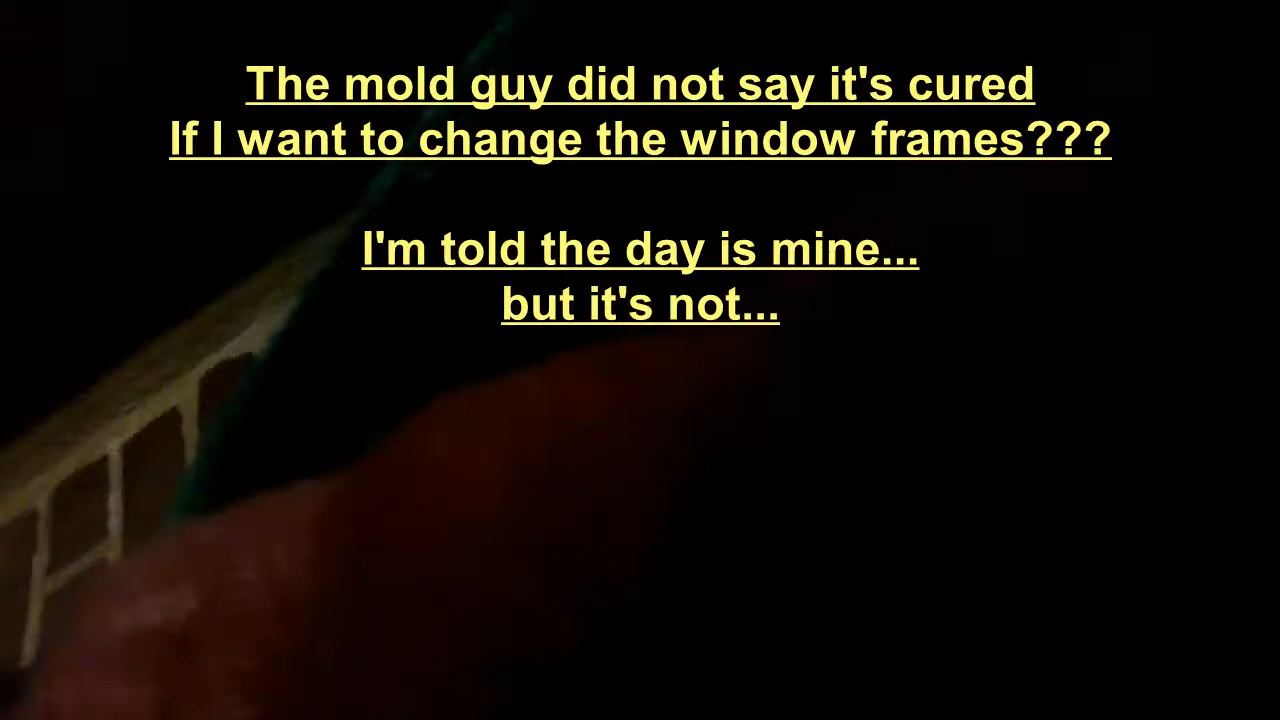 The mold guy did not say it's cured
If I want to change the window frames???
I'm told the day is mine...
but it's not...